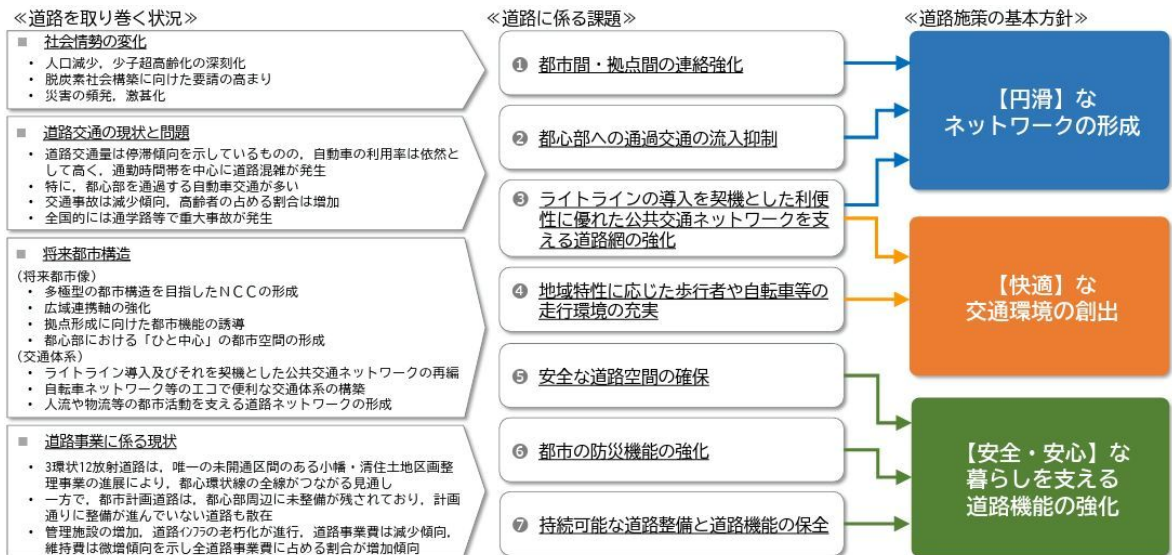 ≪道路を取り巻く状況≫
■ 社会情勢の変化
• 人口減少，少子超高齢化の深刻化
• 脱炭素社会構築に向けた要請の高まり
• 災害の頻発，激甚化
■ 道路交通の現状と問題
• 道路交通量は停滞傾向を示しているものの，自動車の利用率は依然と
して高く，通勤時間帯を中心に道路混雑が発生
• 特に，都心部を通過する自動車交通が多い
• 交通事故は減少傾向，高齢者の占める割合は増加
• 全国的には通学路等で重大事故が発生
■ 将来都市構造
(将来都市像)
• 多極型の都市構造を目指したＮＣＣの形成
• 広域連携軸の強化
• 拠点形成に向けた都市機能の誘導
• 都心部における「ひと中心」の都市空間の形成
(交通体系)
• ライトライン導入及びそれを契機とした公共交通ネットワークの再編
• 自転車ネットワーク等のエコで便利な交通体系の構築
• 人流や物流等の都市活動を支える道路ネットワークの形成
■ 道路事業に係る現状
• 3環状12放射道路は，唯一の未開通区間のある小幡・清住土地区画整
理事業の進展により，都心環状線の全線がつながる見通し
• 一方で，都市計画道路は，都心部周辺に未整備が残されており，計画
通りに整備が進んでいない道路も散在
• 管理施設の増加，道路ｲﾝﾌﾗの老朽化が進行，道路事業費は減少傾向，
維持費は微増傾向を示し全道路事業費に占める割合が増加傾向
≪道路に係る課題≫
❶ 都市間・拠点間の連絡強化
❷ 都心部への通過交通の流入抑制
❸ ライトラインの導入を契機とした利便
性に優れた公共交通ネットワークを支
える道路網の強化
❹ 地域特性に応じた歩行者や自転車等の
走行環境の充実
❺ 安全な道路空間の確保
❻ 都市の防災機能の強化
❼ 持続可能な道路整備と道路機能の保全
≪道路施策の基本方針≫
【円滑】な
ネットワークの形成
【快適】な
交通環境の創出
【安全・安心】な
暮らしを支える
道路機能の強化